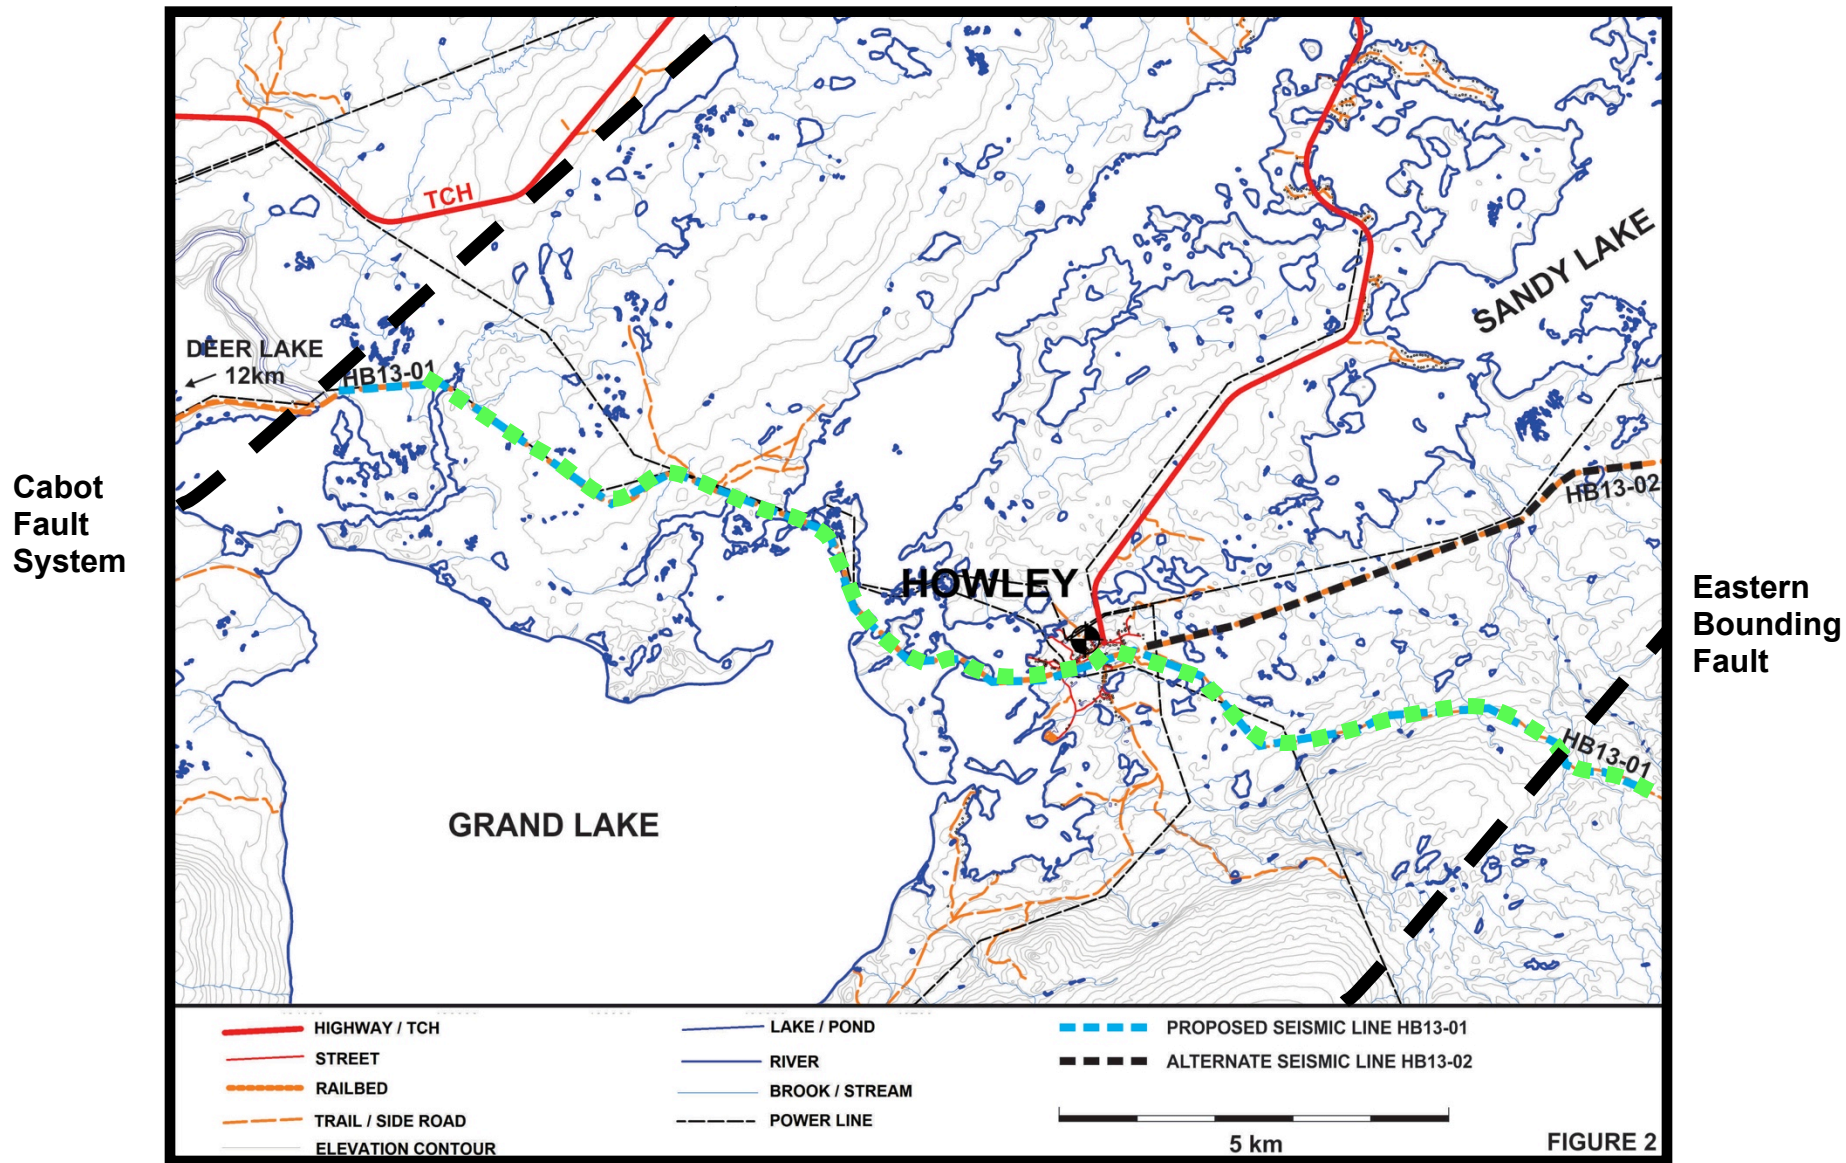 TCH
SANDY LAKE
DEER LAKE
12km
HB13-01
Cabot
Fault
System
HB13-02
HOWLEY
Eastern
Bounding
Fault
HB13-01
GRAND LAKE
HIGHWAY / TCH
STREET
RAILBED
TRAIL / SIDE ROAD
ELEVATION CONTOUR
LAKE / POND
RIVER
BROOK / STREAM
POWER LINE
PROPOSED SEISMIC LINE HB13-01
ALTERNATE SEISMIC LINE HB13-02
5 km
FIGURE 2